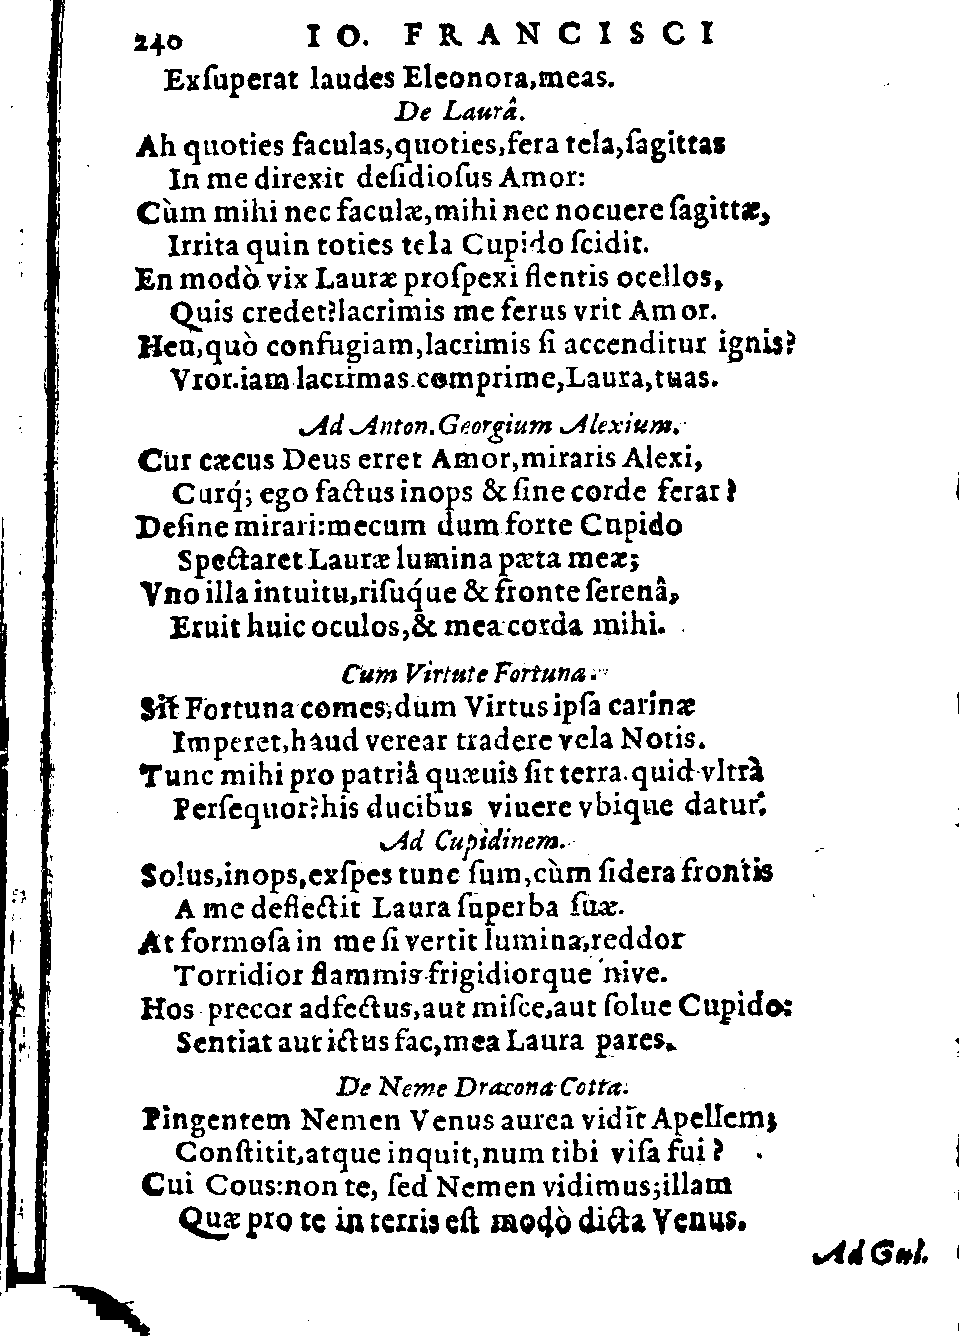 240 IO. FRANCISCI
Exſuperat laudes Eleonora,meas.
De Laurâ.
Ah quoties faculas,quoties,fera tela,ſagittas
In me direxit deſidioſus Amor:
Cùm mihi nec faculæ,mihi nec nocuere ſagittæ,
Irrita quin toties tela Cupido ſcidit.
En modò vix Lauræ proſpexi flentis ocellos,
Quis credet?lacrimis me ferus vrit Amor.
Heu,quò confugiam,lacrimis ſi accenditur ignis?
Vror.iam lacrimas comprime,Laura,tuas.
Ad Anton.Georgium Alexium.
Cur cæcus Deus erret Amor,miraris Alexi,
Curq́; ego factus inops & ſine corde ferar?
Deſine mirari:mecum dum forte Cupido
Spectaret Lauræ lumina pæta meæ;
Vno illa intuitu,riſuq́ue & fronte ſerenâ,
Eruit huic oculos,& mea corda mihi.
Cum Virtute Fortuna.
Sit Fortuna comes,dum Virtus ipſa carinæ
Imperet,haud verear tradere vela Notis.
Tunc mihi pro patriâ quæuis ſit terra.quid vltrà
Perſequor?his ducibus viuere vbique datur.
Ad Cupidinem.
Solus,inops,exſpes tunc ſum,cùm ſidera frontis
A me deflectit Laura ſuperba ſuæ.
At formoſa in me ſi vertit lumina,reddor
Torridior flammis frigidiorque nive.
Hos precor adfectus,aut miſce,aut ſolue Cupido:
Sentiat aut ictus fac,mea Laura pares.
De Neme Dracona Cotta.
Pingentem Nemen Venus aurea vidit Apellem;
Conſtitit,atque inquit,num tibi viſa fui?
Cui Cous:non te, ſed Nemen vidimus;illam
Quæ pro te in terris eſt modò dicta Venus.
Ad Gul.